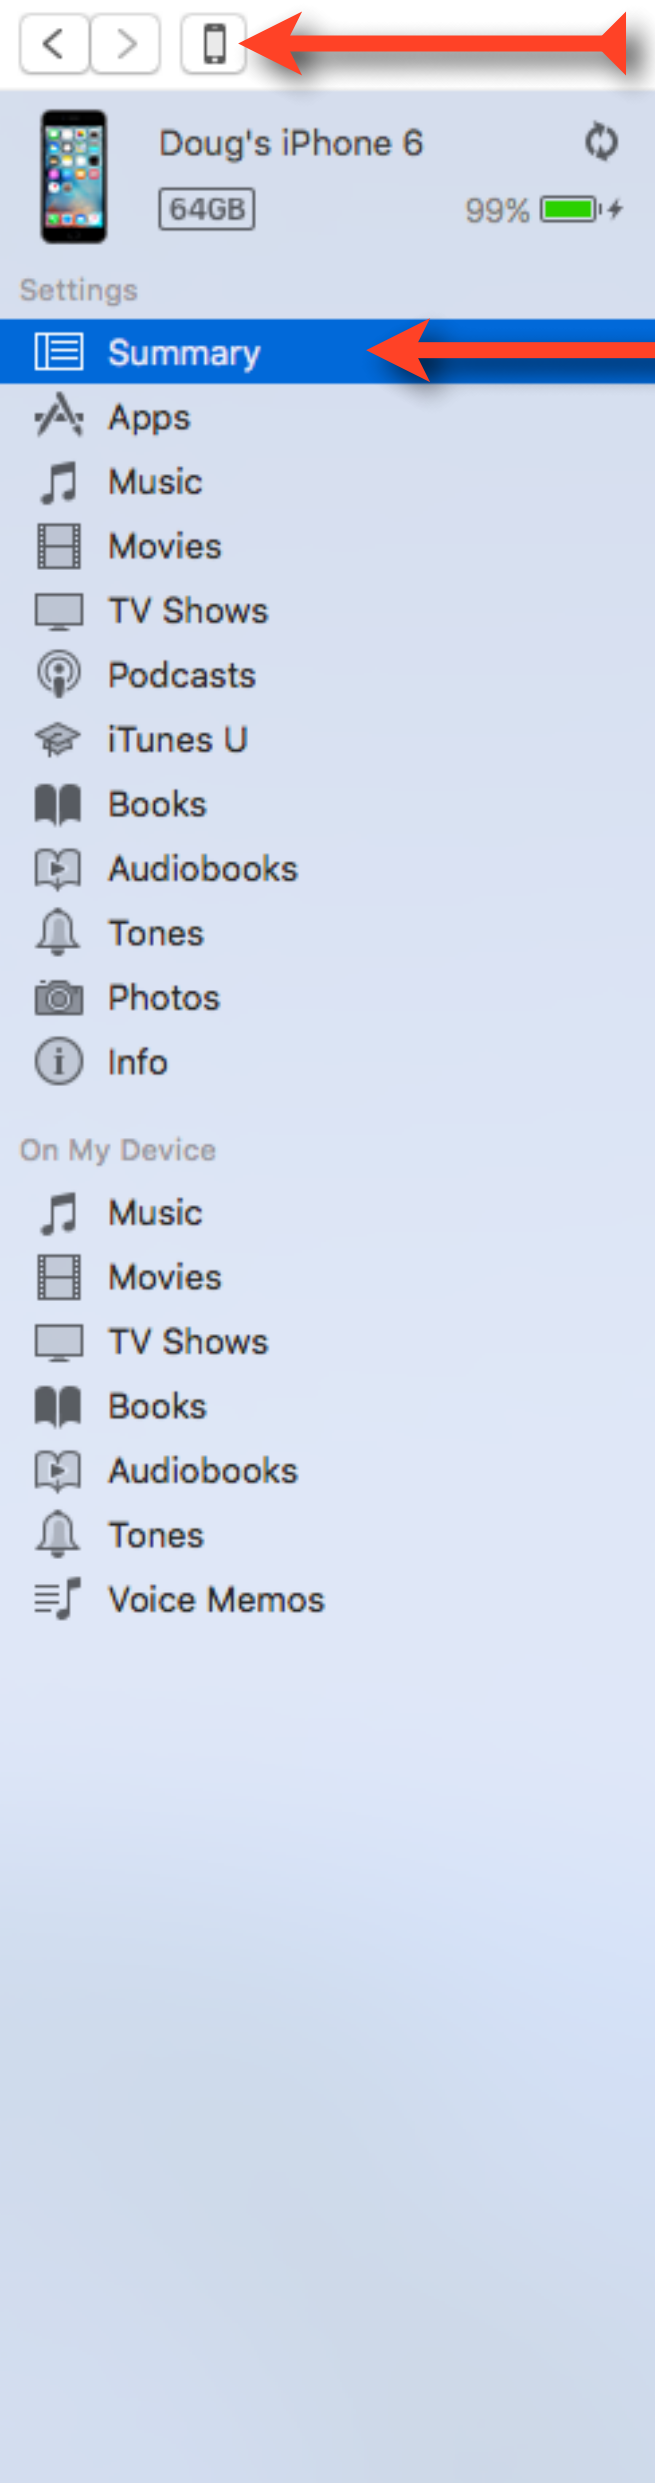 Doug's iPhone 6
64GB
99%
Settings
Summary
Apps
Music
Movies
TV Shows
Podcasts
iTunes U
Books
Audiobooks
Tones
Photos
Info
On My Device
Music
Movies
TV Shows
Books
Audiobooks
Tones
Voice Memos